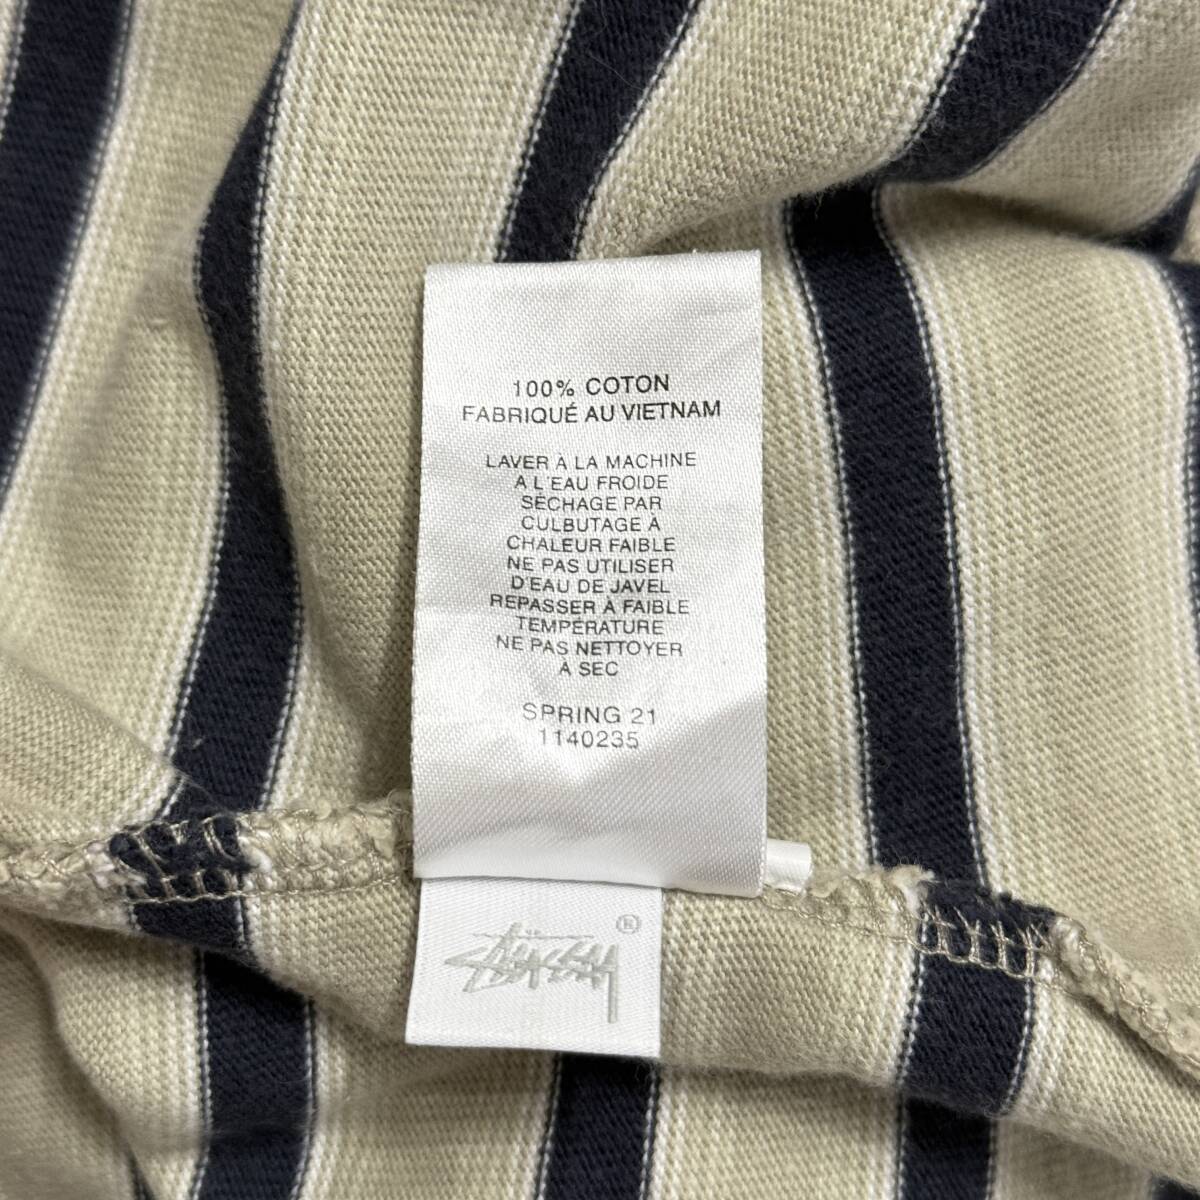 100% COTON
FABRIQUÉ AU VIETNAM
LAVER À LA MACHINE
A L'EAU FROIDE
SÉCHAGE PAR
CULBUTAGE À
CHALEUR FAIBLE
NE PAS UTILISER
D'EAU DE JAVEL
REPASSER À FAIBLE
TEMPÉRATURE
NE PAS NETTOYER
À SEC
SPRING 21
1140235
Stüssy ®